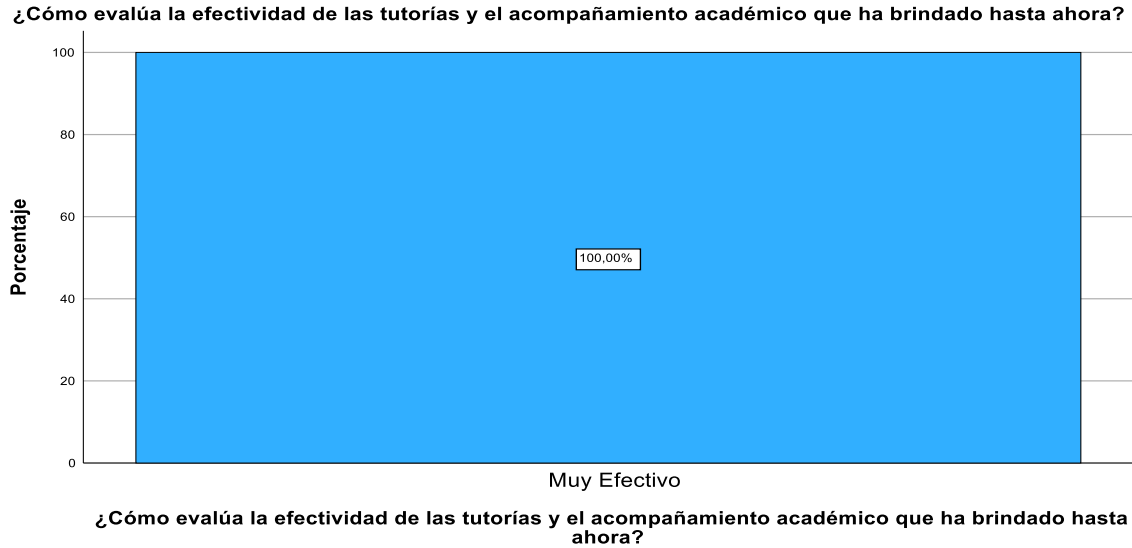 ¿Cómo evalúa la efectividad de las tutorías y el acompañamiento académico que ha brindado hasta ahora?
100
80
60
40
20
0
Porcentaje
100,00%
Muy Efectivo
¿Cómo evalúa la efectividad de las tutorías y el acompañamiento académico que ha brindado hasta
ahora?